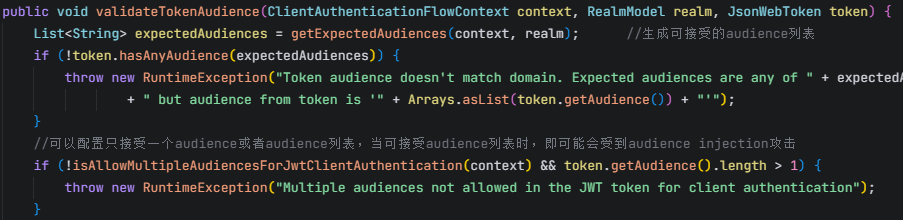 public void validateTokenAudience(ClientAuthenticationFlowContext context, RealmModel realm, JsonWebToken token) {
List<String> expectedAudiences = getExpectedAudiences(context, realm); //生成可接受的audience列表
if (!token.hasAnyAudience(expectedAudiences)) {
throw new RuntimeException("Token audience doesn't match domain. Expected audiences are any of " + expectedA
+ " but audience from token is '" + Arrays.asList(token.getAudience()) + "'");
}
//可以配置只接受一个audience或者audience列表，当可接受audience列表时，即可能会受到audience injection攻击
if (!isAllowMultipleAudiencesForJwtClientAuthentication(context) && token.getAudience().length > 1) {
throw new RuntimeException("Multiple audiences not allowed in the JWT token for client authentication");
}